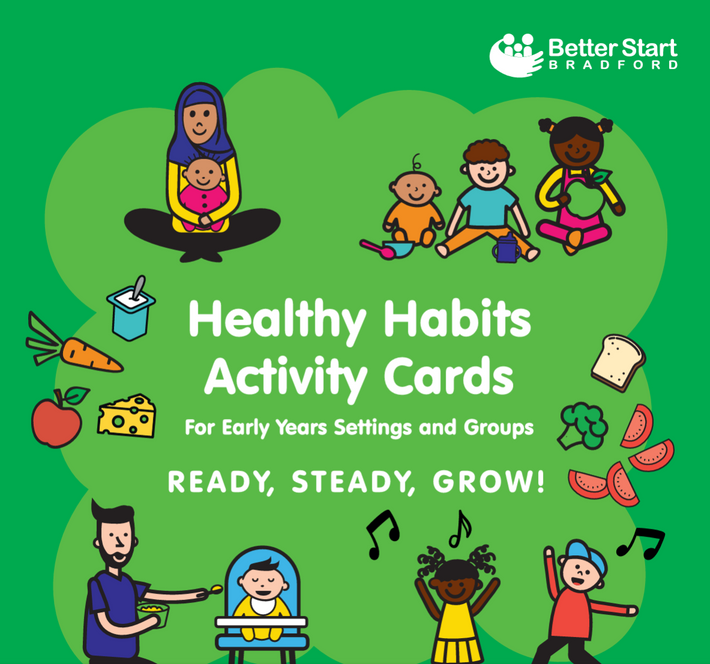 Better Start
BRADFORD
Healthy Habits
Activity Cards
For Early Years Settings and Groups
READY, STEADY, GROW!